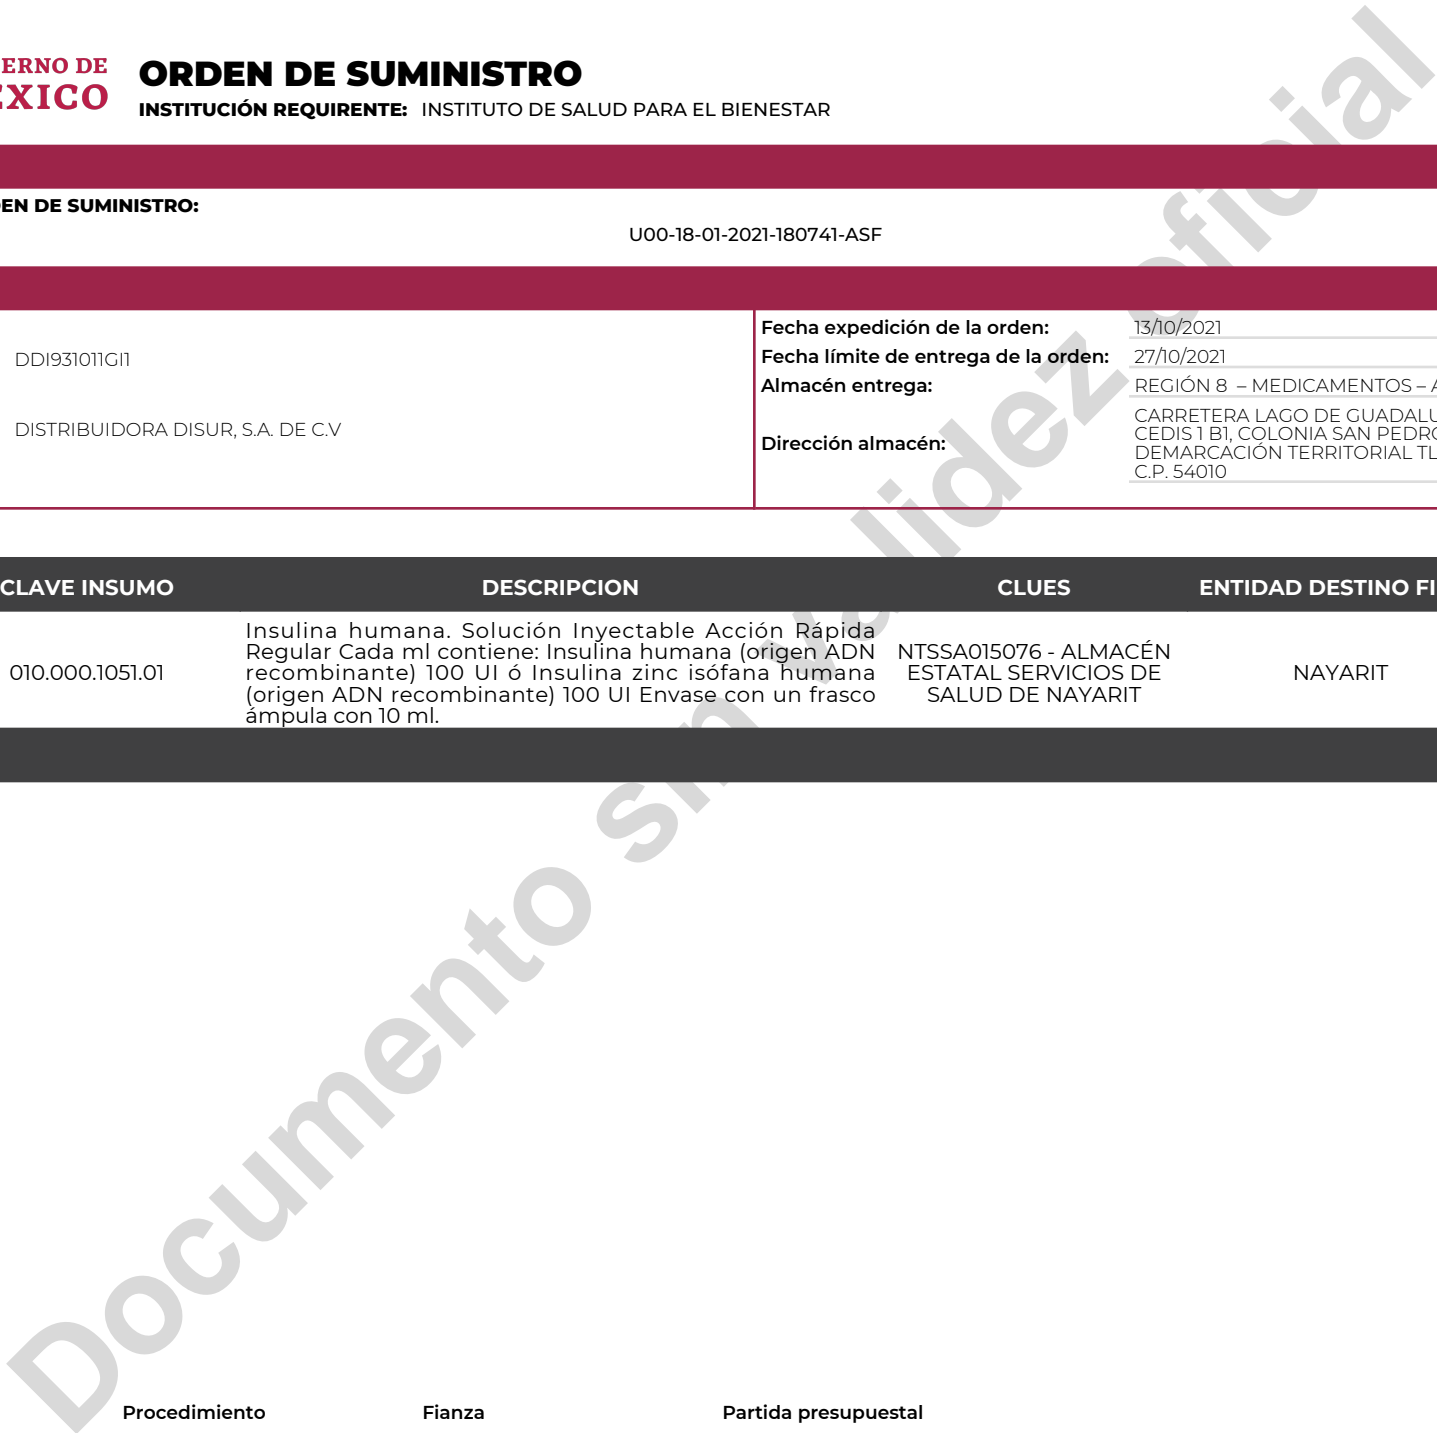 ERNO DE
EXICO
ORDEN DE SUMINISTRO
INSTITUCIÓN REQUIRENTE: INSTITUTO DE SALUD PARA EL BIENESTAR
EN DE SUMINISTRO:
U00-18-01-2021-180741-ASF
DDI931011GI1
DISTRIBUIDORA DISUR, S.A. DE C.V
Fecha expedición de la orden: 13/10/2021
Fecha límite de entrega de la orden: 27/10/2021
Almacén entrega: REGIÓN 8 – MEDICAMENTOS – A
Dirección almacén:
CARRETERA LAGO DE GUADALU
CEDIS 1 B1, COLONIA SAN PEDRO
DEMARCACIÓN TERRITORIAL TL
C.P. 54010
CLAVE INSUMO DESCRIPCION CLUES ENTIDAD DESTINO FI
010.000.1051.01
Insulina humana. Solución Inyectable Acción Rápida
Regular Cada ml contiene: Insulina humana (origen ADN
recombinante) 100 UI ó Insulina zinc isófana humana
(origen ADN recombinante) 100 UI Envase con un frasco
ámpula con 10 ml.
NTSSA015076 - ALMACÉN
ESTATAL SERVICIOS DE
SALUD DE NAYARIT
NAYARIT
Documento sin validez oficial
Procedimiento Fianza Partida presupuestal